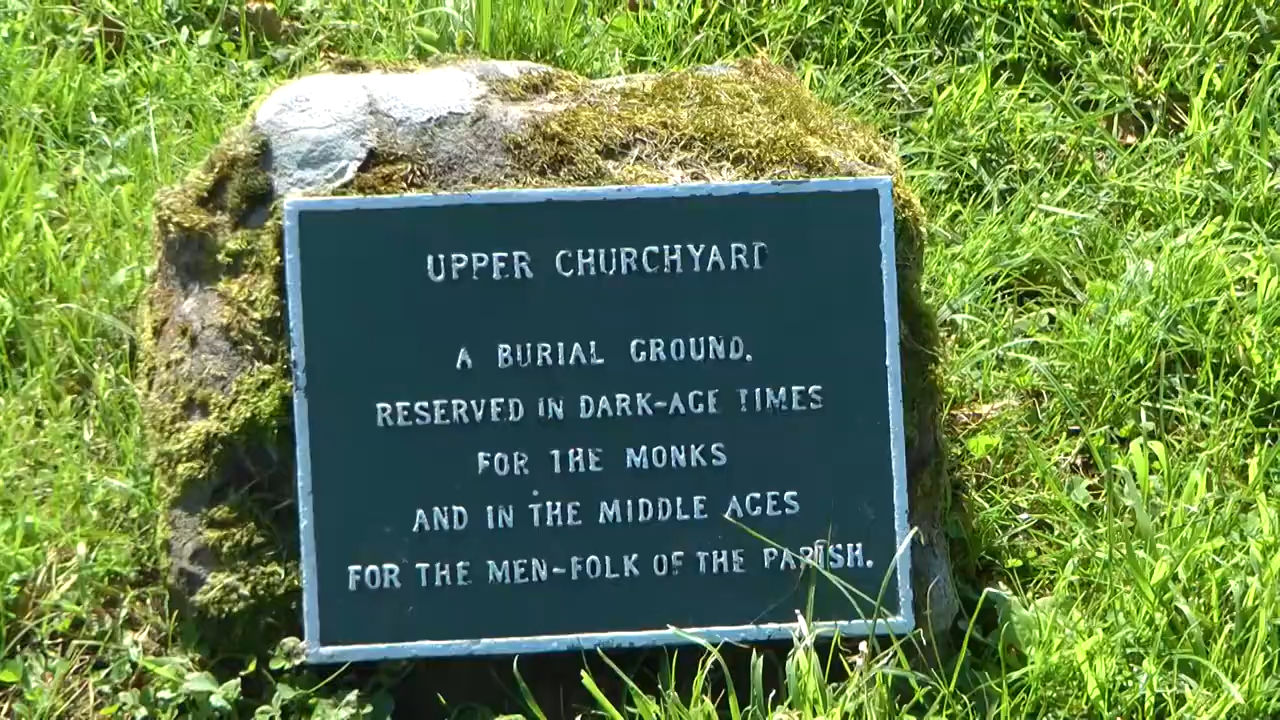 UPPER CHURCHYARD
A BURIAL GROUND.
RESERVED IN DARK-AGE TIMES
FOR THE MONKS
AND IN THE MIDDLE AGES
FOR THE MEN-FOLK OF THE PARISH.